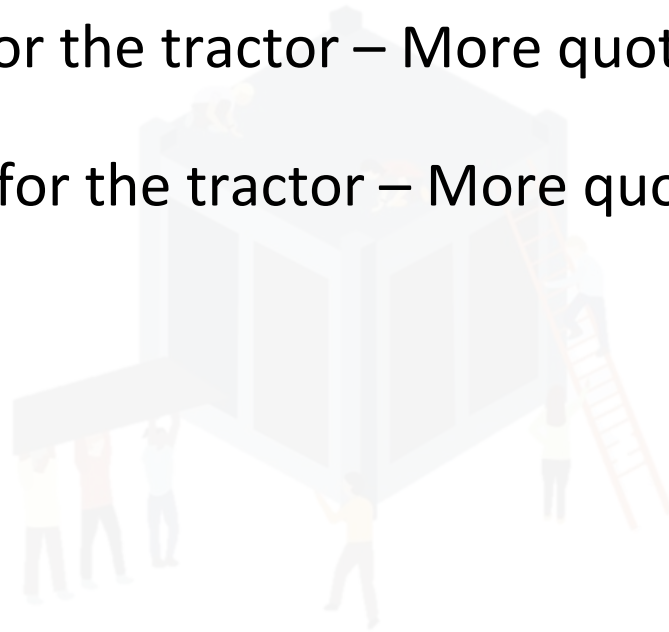 or the tractor – More quot
for the tractor – More quo